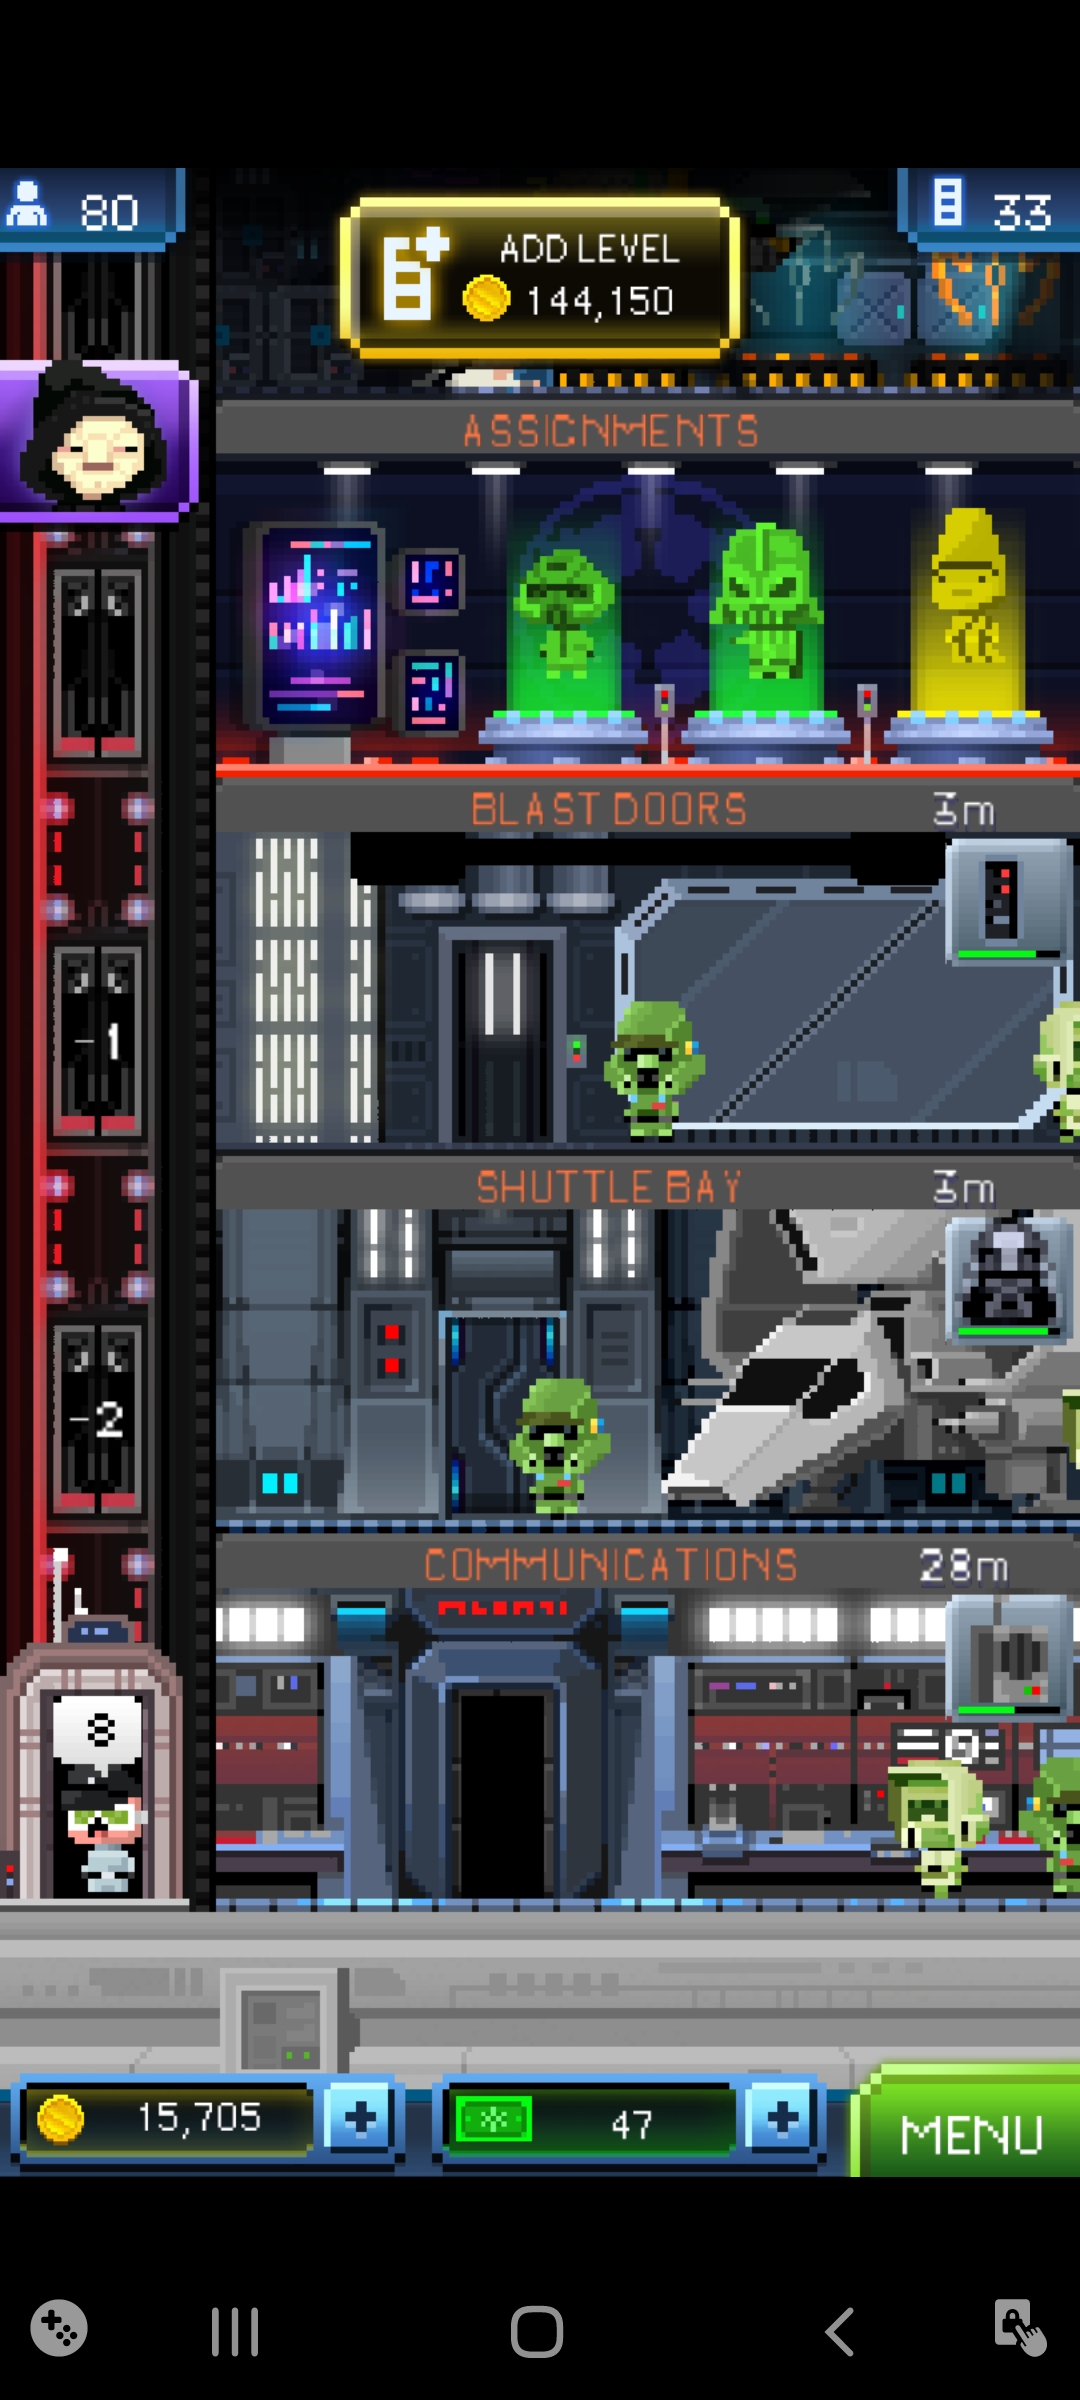 80
ADD LEVEL
144,150
33
ASSIGNMENTS
BLAST DOORS 3m
-1
SHUTTLE BAY 3m
-2
COMMUNICATIONS 28m
8
15,705
47
MENU